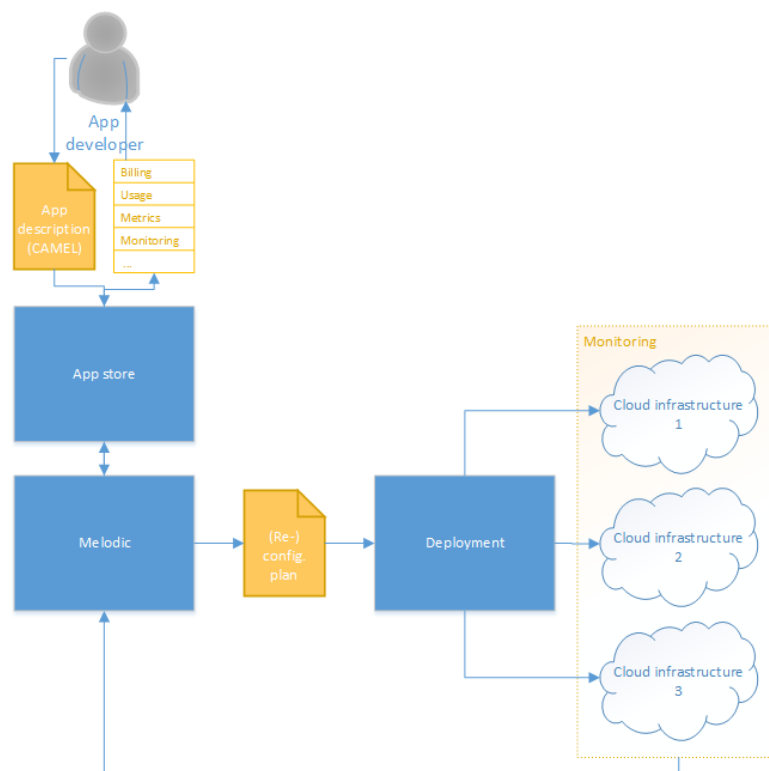 App
developer
App
description
(CAMEL)
Billing
Usage
Metrics
Monitoring
...
App store
Monitoring
Cloud infrastructure
1
Melodic
(Re-)
config.
plan
Deployment
Cloud infrastructure
2
Cloud infrastructure
3